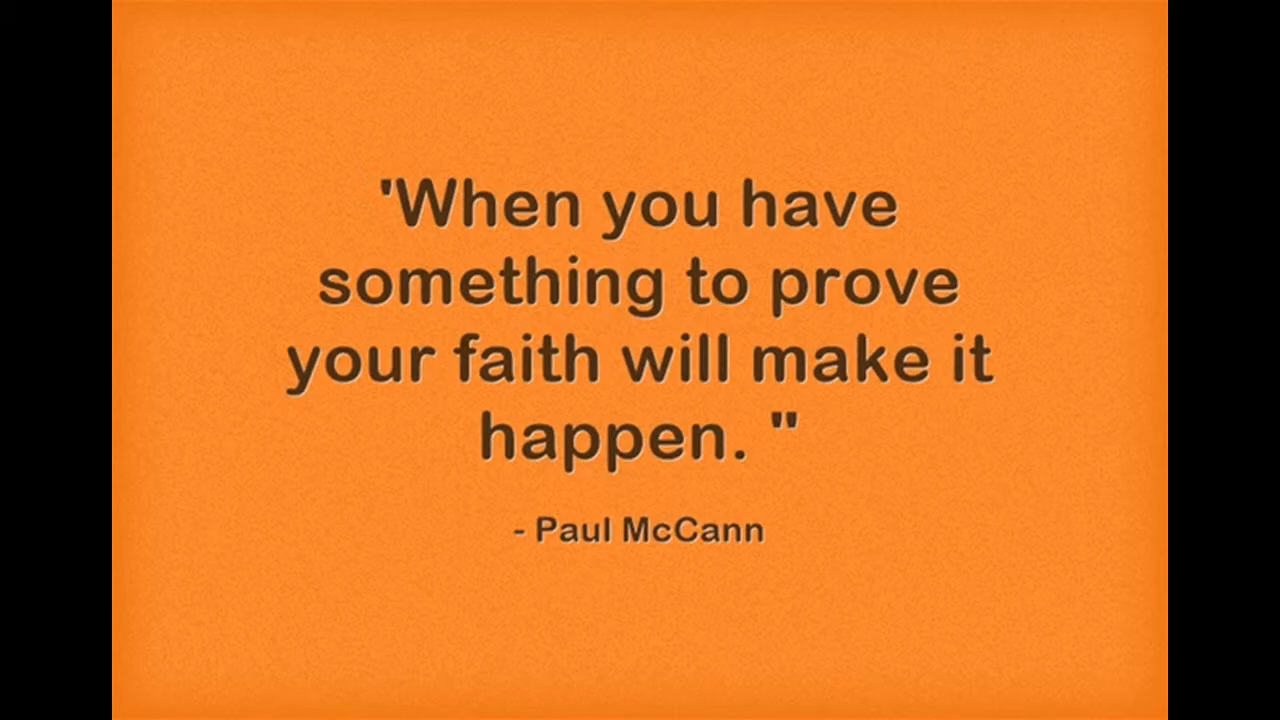 'When you have
something to prove
your faith will make it
happen. "
- Paul McCann